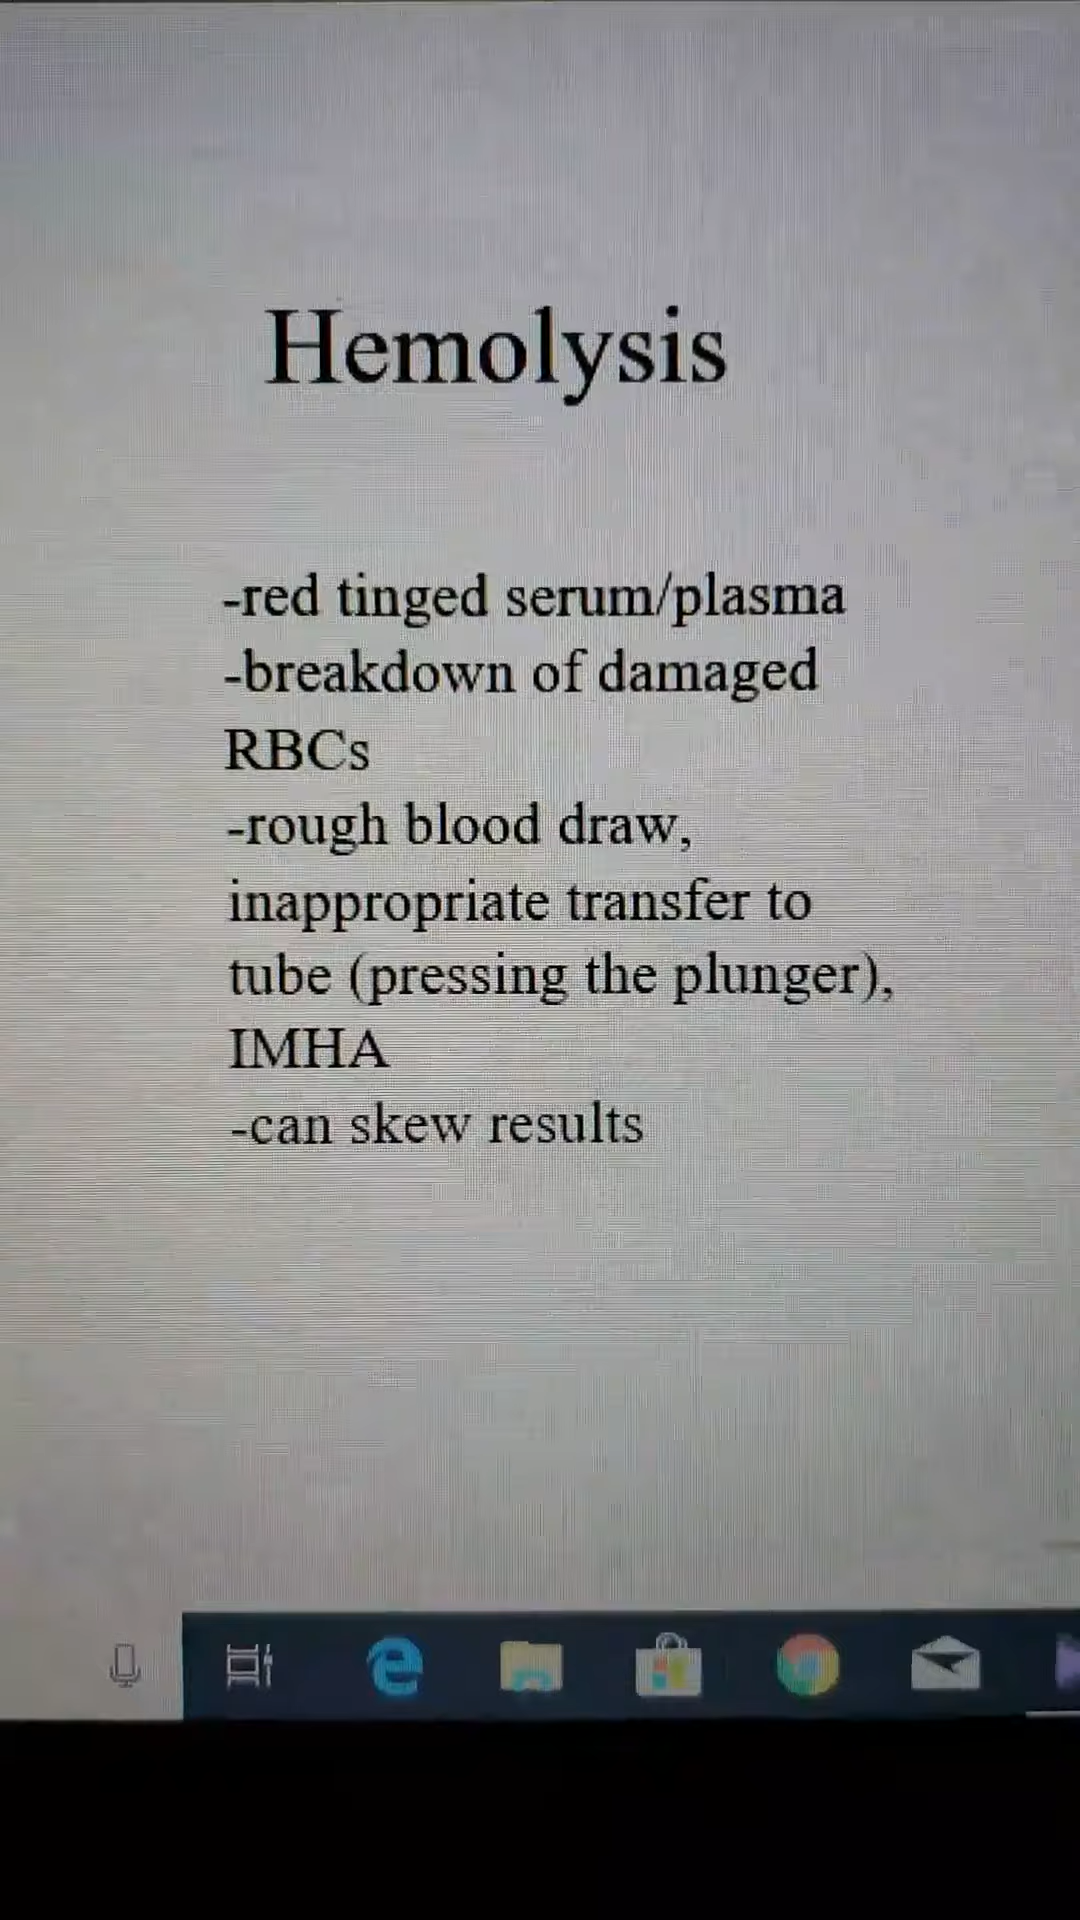 Hemolysis
-red tinged serum/plasma
-breakdown of damaged
RBCs
-rough blood draw,
inappropriate transfer to
tube (pressing the plunger),
IMHA
-can skew results